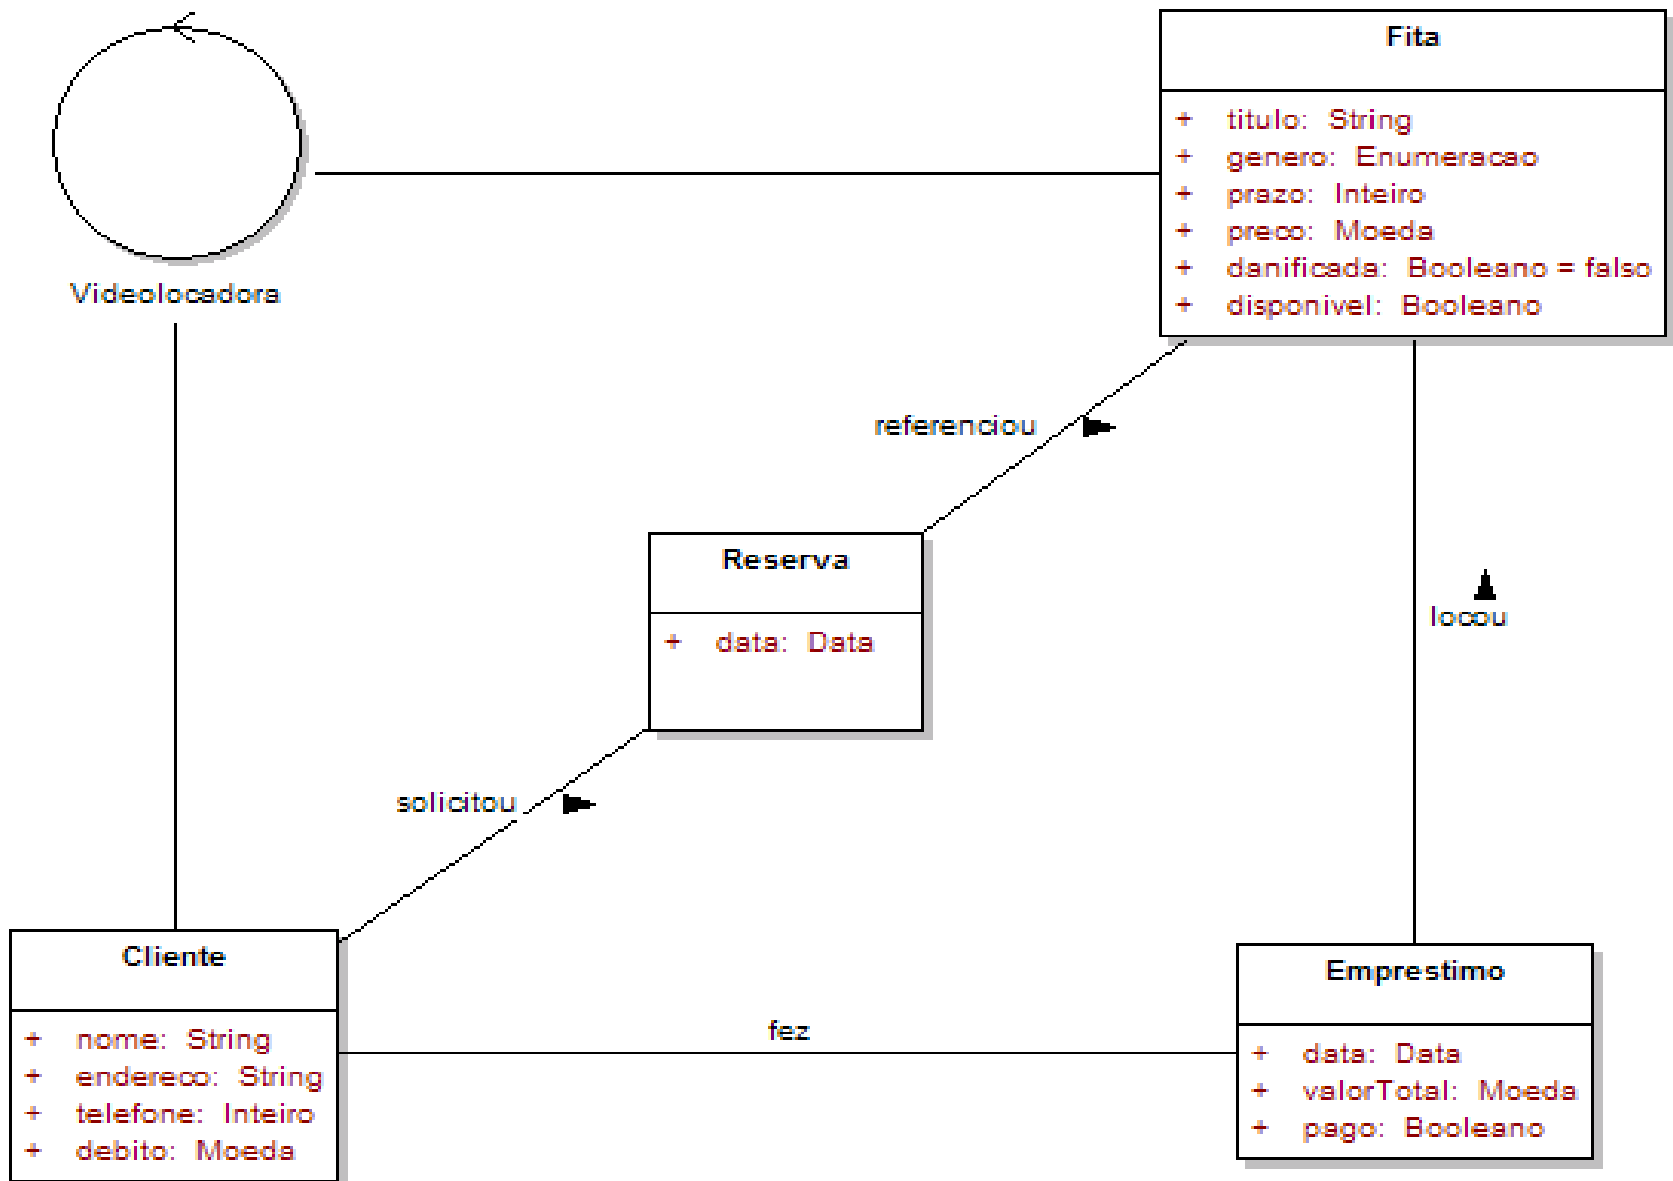 Fita
+ titulo: String
+ genero: Enumeracao
+ prazo: Inteiro
+ preco: Moeda
+ danificada: Booleano = falso
+ disponivel: Booleano
Videolocadora
referenciou
Reserva
+ data: Data
locou
solicitou
Cliente
+ nome: String
+ endereco: String
+ telefone: Inteiro
+ debito: Moeda
fez
Emprestimo
+ data: Data
+ valorTotal: Moeda
+ pago: Booleano